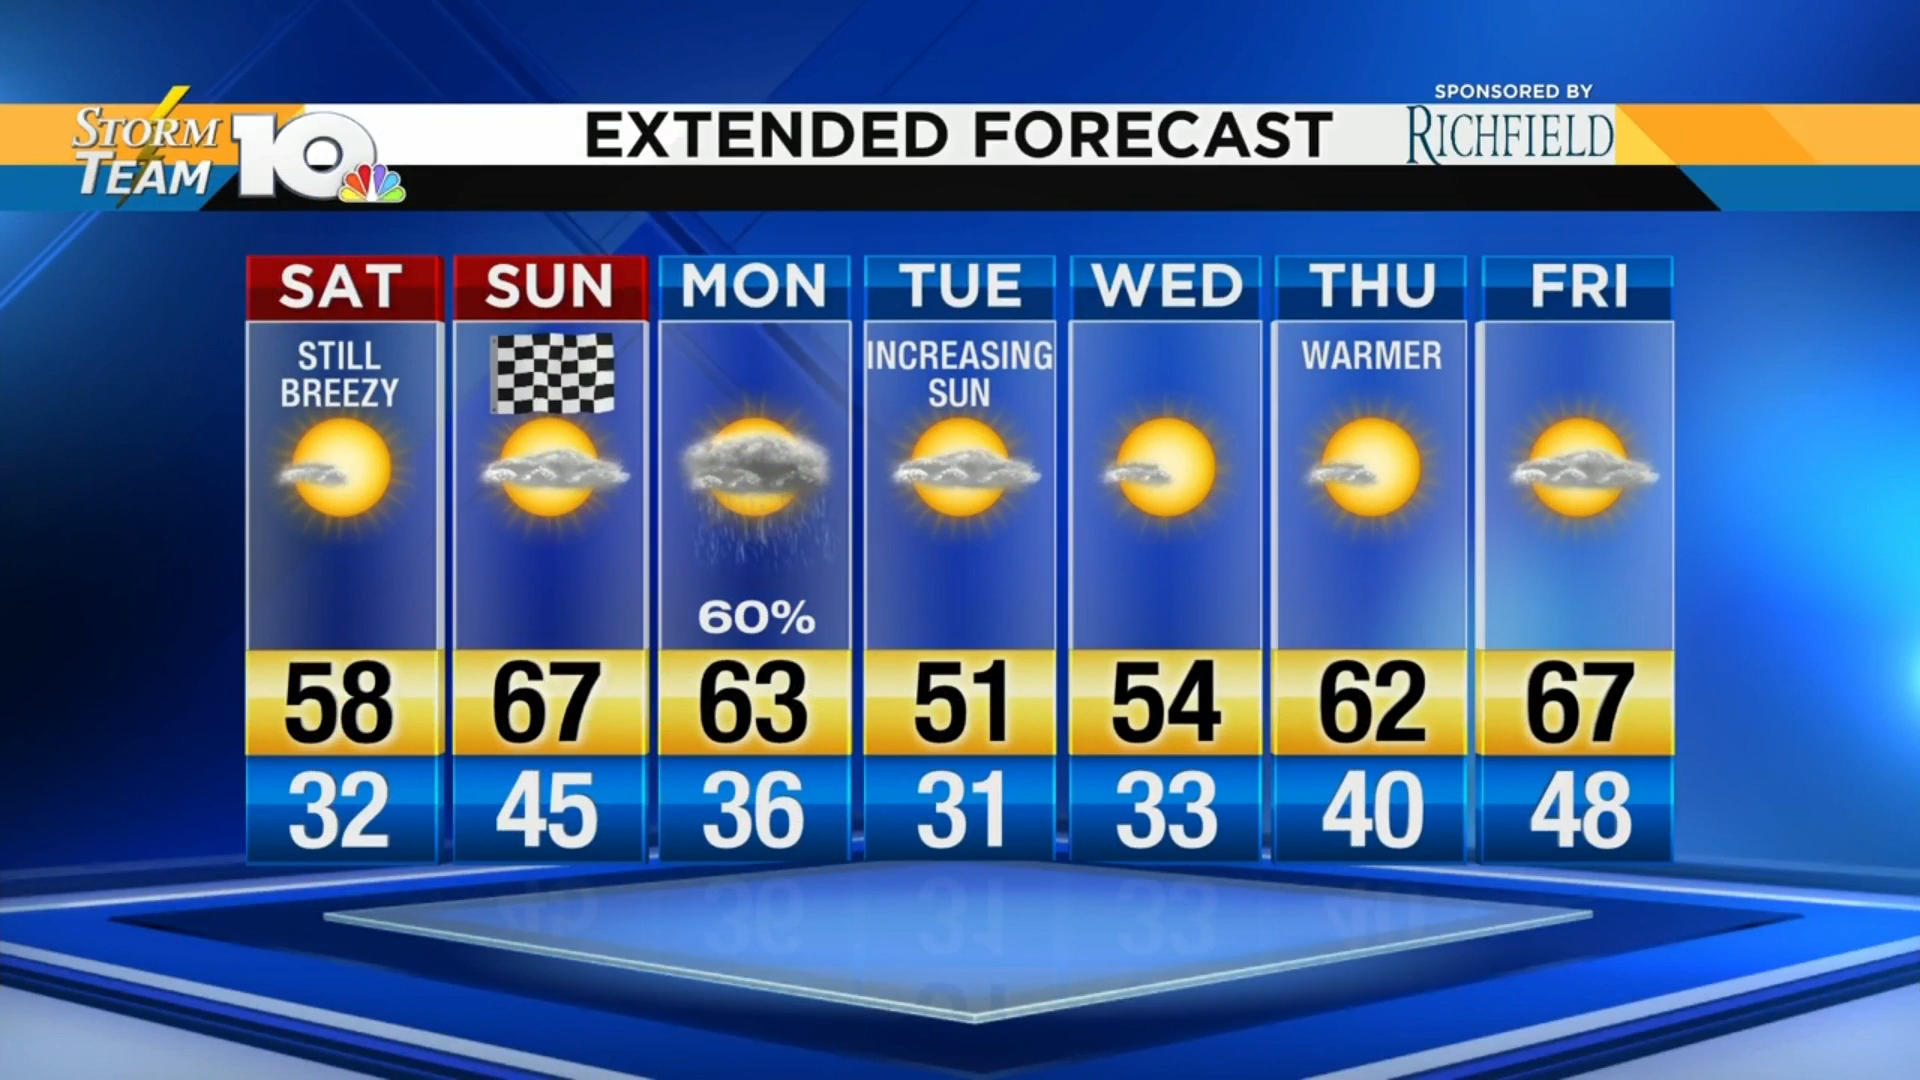 SPONSORED BY
STORM
TEAM
10
EXTENDED FORECAST
RICHFIELD
SAT
SUN
MON
TUE
WED
THU
FRI
STILL
BREEZY
INCREASING
SUN
WARMER
60%
58
67
63
51
54
62
67
32
45
36
31
33
40
48